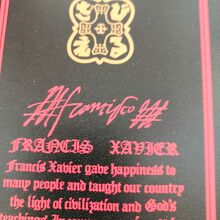 Francisco
FRANCIS XAVIER
Francis Xavier gave happiness to
many people and taught our country
the light of civilization and God's